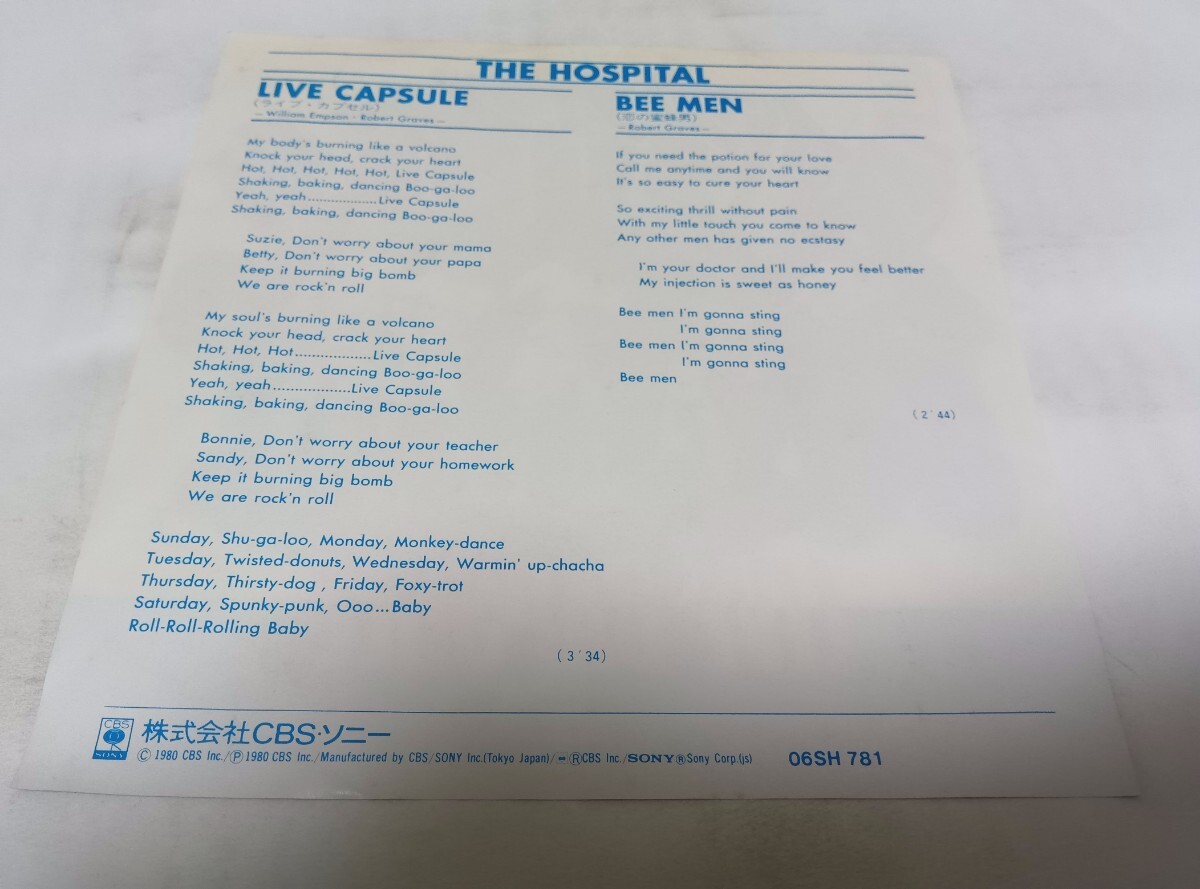 THE HOSPITAL
LIVE CAPSULE
(ライブ・カプセル)
— William Empson · Robert Graves —
My body's burning like a volcano
Knock your head, crack your heart
Hot, Hot, Hot, Hot, Hot, Live Capsule
Shaking, baking, dancing Boo-ga-loo
Yeah, yeah..................Live Capsule
Shaking, baking, dancing Boo-ga-loo
Suzie, Don't worry about your mama
Betty, Don't worry about your papa
Keep it burning big bomb
We are rock'n roll
My soul's burning like a volcano
Knock your head, crack your heart
Hot, Hot, Hot..................Live Capsule
Shaking, baking, dancing Boo-ga-loo
Yeah, yeah..................Live Capsule
Shaking, baking, dancing Boo-ga-loo
Bonnie, Don't worry about your teacher
Sandy, Don't worry about your homework
Keep it burning big bomb
We are rock'n roll
Sunday, Shu-ga-loo, Monday, Monkey-dance
Tuesday, Twisted-donuts, Wednesday, Warmin' up-chacha
Thursday, Thirsty-dog , Friday, Foxy-trot
Saturday, Spunky-punk, Ooo...Baby
Roll-Roll-Rolling Baby
(3'34)
BEE MEN
(恋の蜜蜂男)
— Robert Graves —
If you need the potion for your love
Call me anytime and you will know
It's so easy to cure your heart
So exciting thrill without pain
With my little touch you come to know
Any other men has given no ecstasy
I'm your doctor and I'll make you feel better
My injection is sweet as honey
Bee men I'm gonna sting
I'm gonna sting
Bee men I'm gonna sting
I'm gonna sting
Bee men
(2'44)
CBS
SONY
株式会社CBS・ソニー
Ⓒ 1980 CBS Inc./Ⓟ 1980 CBS Inc./Manufactured by CBS/SONY Inc.(Tokyo Japan)/ ⓇCBS Inc./SONY®Sony Corp.(js)
06SH 781